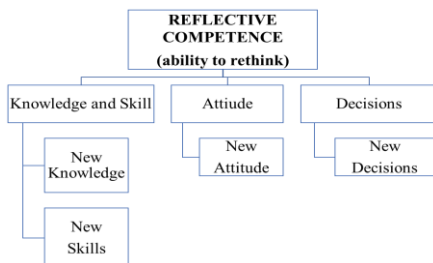 REFLECTIVE
COMPETENCE
(ability to rethink)
Knowledge and Skill
Attiude
Decisions
New
Knowledge
New
Attitude
New
Decisions
New
Skills